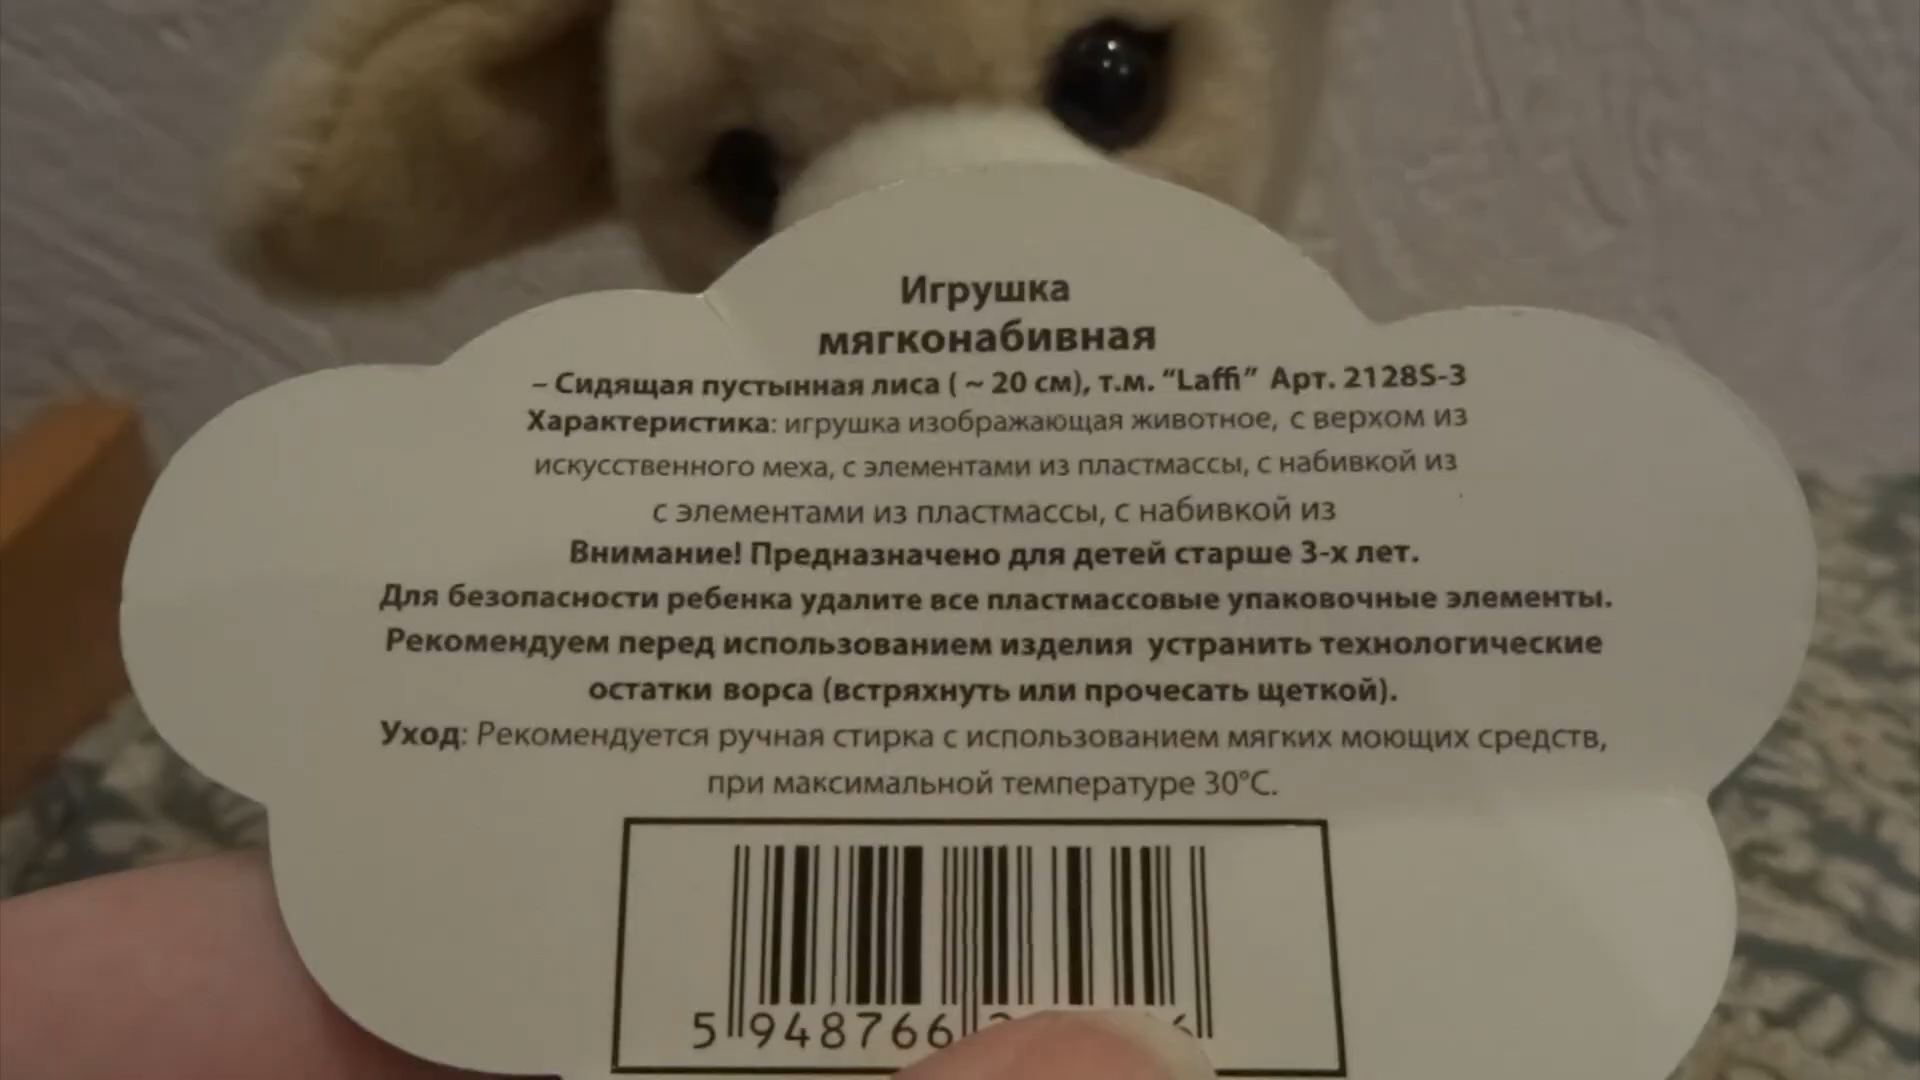 Игрушка
мягконабивная
– Сидящая пустынная лиса ( ~ 20 см), т.м. “Laffi” Арт. 2128S-3
Характеристика: игрушка изображающая животное, с верхом из
искусственного меха, с элементами из пластмассы, с набивкой из
с элементами из пластмассы, с набивкой из
Внимание! Предназначено для детей старше 3-х лет.
Для безопасности ребенка удалите все пластмассовые упаковочные элементы.
Рекомендуем перед использованием изделия устранить технологические
остатки ворса (встряхнуть или прочесать щеткой).
Уход: Рекомендуется ручная стирка с использованием мягких моющих средств,
при максимальной температуре 30°С.
5 948766